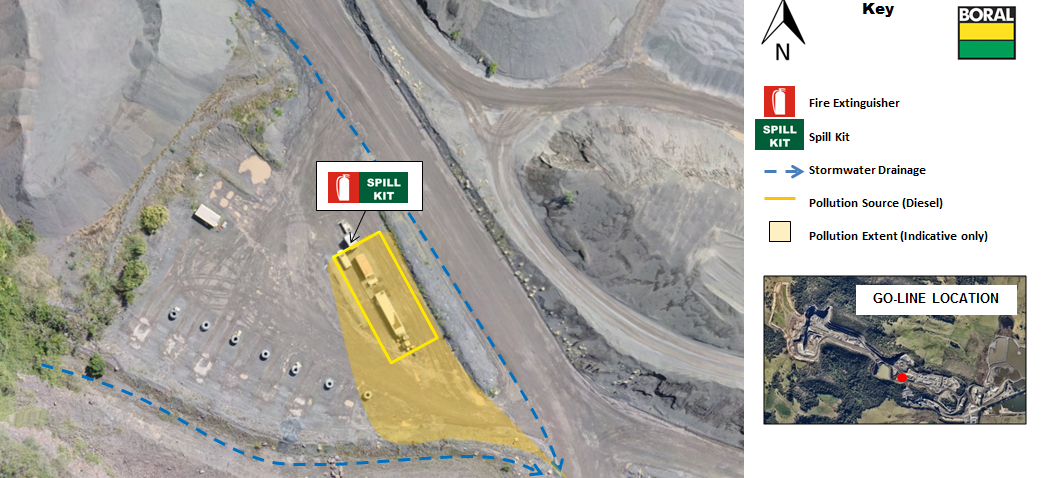 SPILL
KIT
N
Key
BORAL
Fire Extinguisher
SPILL
KIT
Spill Kit
Stormwater Drainage
Pollution Source (Diesel)
Pollution Extent (Indicative only)
GO-LINE LOCATION